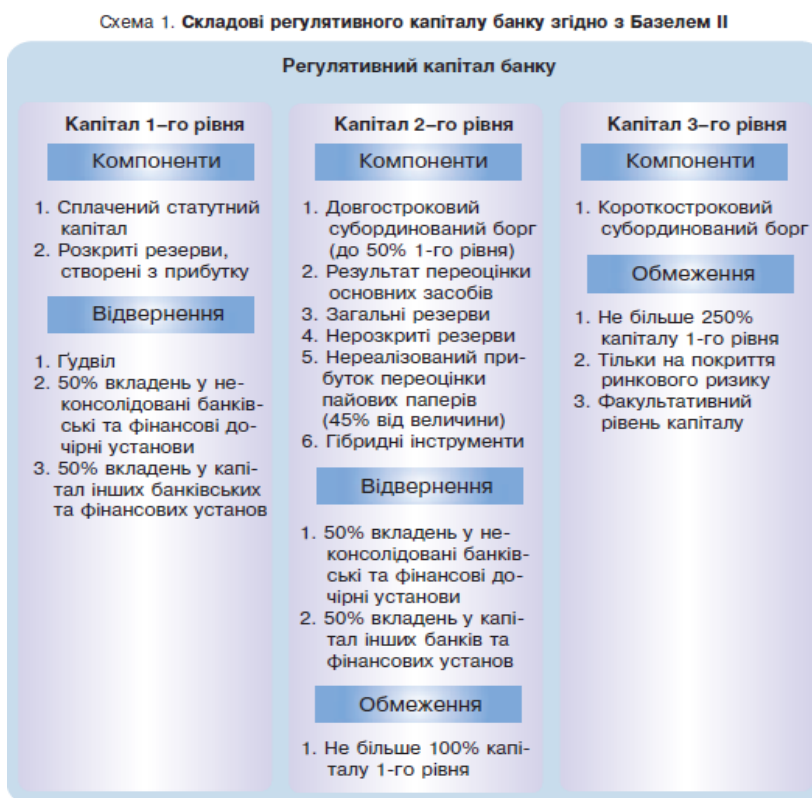 Схема 1. Складові регулятивного капіталу банку згідно з Базелем II
Регулятивний капітал банку
Капітал 1–го рівня
Компоненти
1. Сплачений статутний
капітал
2. Розкриті резерви,
створені з прибутку
Відвернення
1. Ґудвіл
2. 50% вкладень у не-
консолідовані банків-
ські та фінансові до-
чірні установи
3. 50% вкладень у капі-
тал інших банківських
та фінансових установ
Капітал 2–го рівня
Компоненти
1. Довгостроковий
субординований борг
(до 50% 1-го рівня)
2. Результат переоцінки
основних засобів
3. Загальні резерви
4. Нерозкриті резерви
5. Нереалізований при-
буток переоцінки
пайових паперів
(45% від величини)
6. Гібридні інструменти
Відвернення
1. 50% вкладень у не-
консолідовані банків-
ські та фінансові до-
чірні установи
2. 50% вкладень у капі-
тал інших банків та
фінансових установ
Обмеження
1. Не більше 100% капі-
талу 1-го рівня
Капітал 3–го рівня
Компоненти
1. Короткостроковий
субординований борг
Обмеження
1. Не більше 250%
капіталу 1-го рівня
2. Тільки на покриття
ринкового ризику
3. Факультативний
рівень капіталу